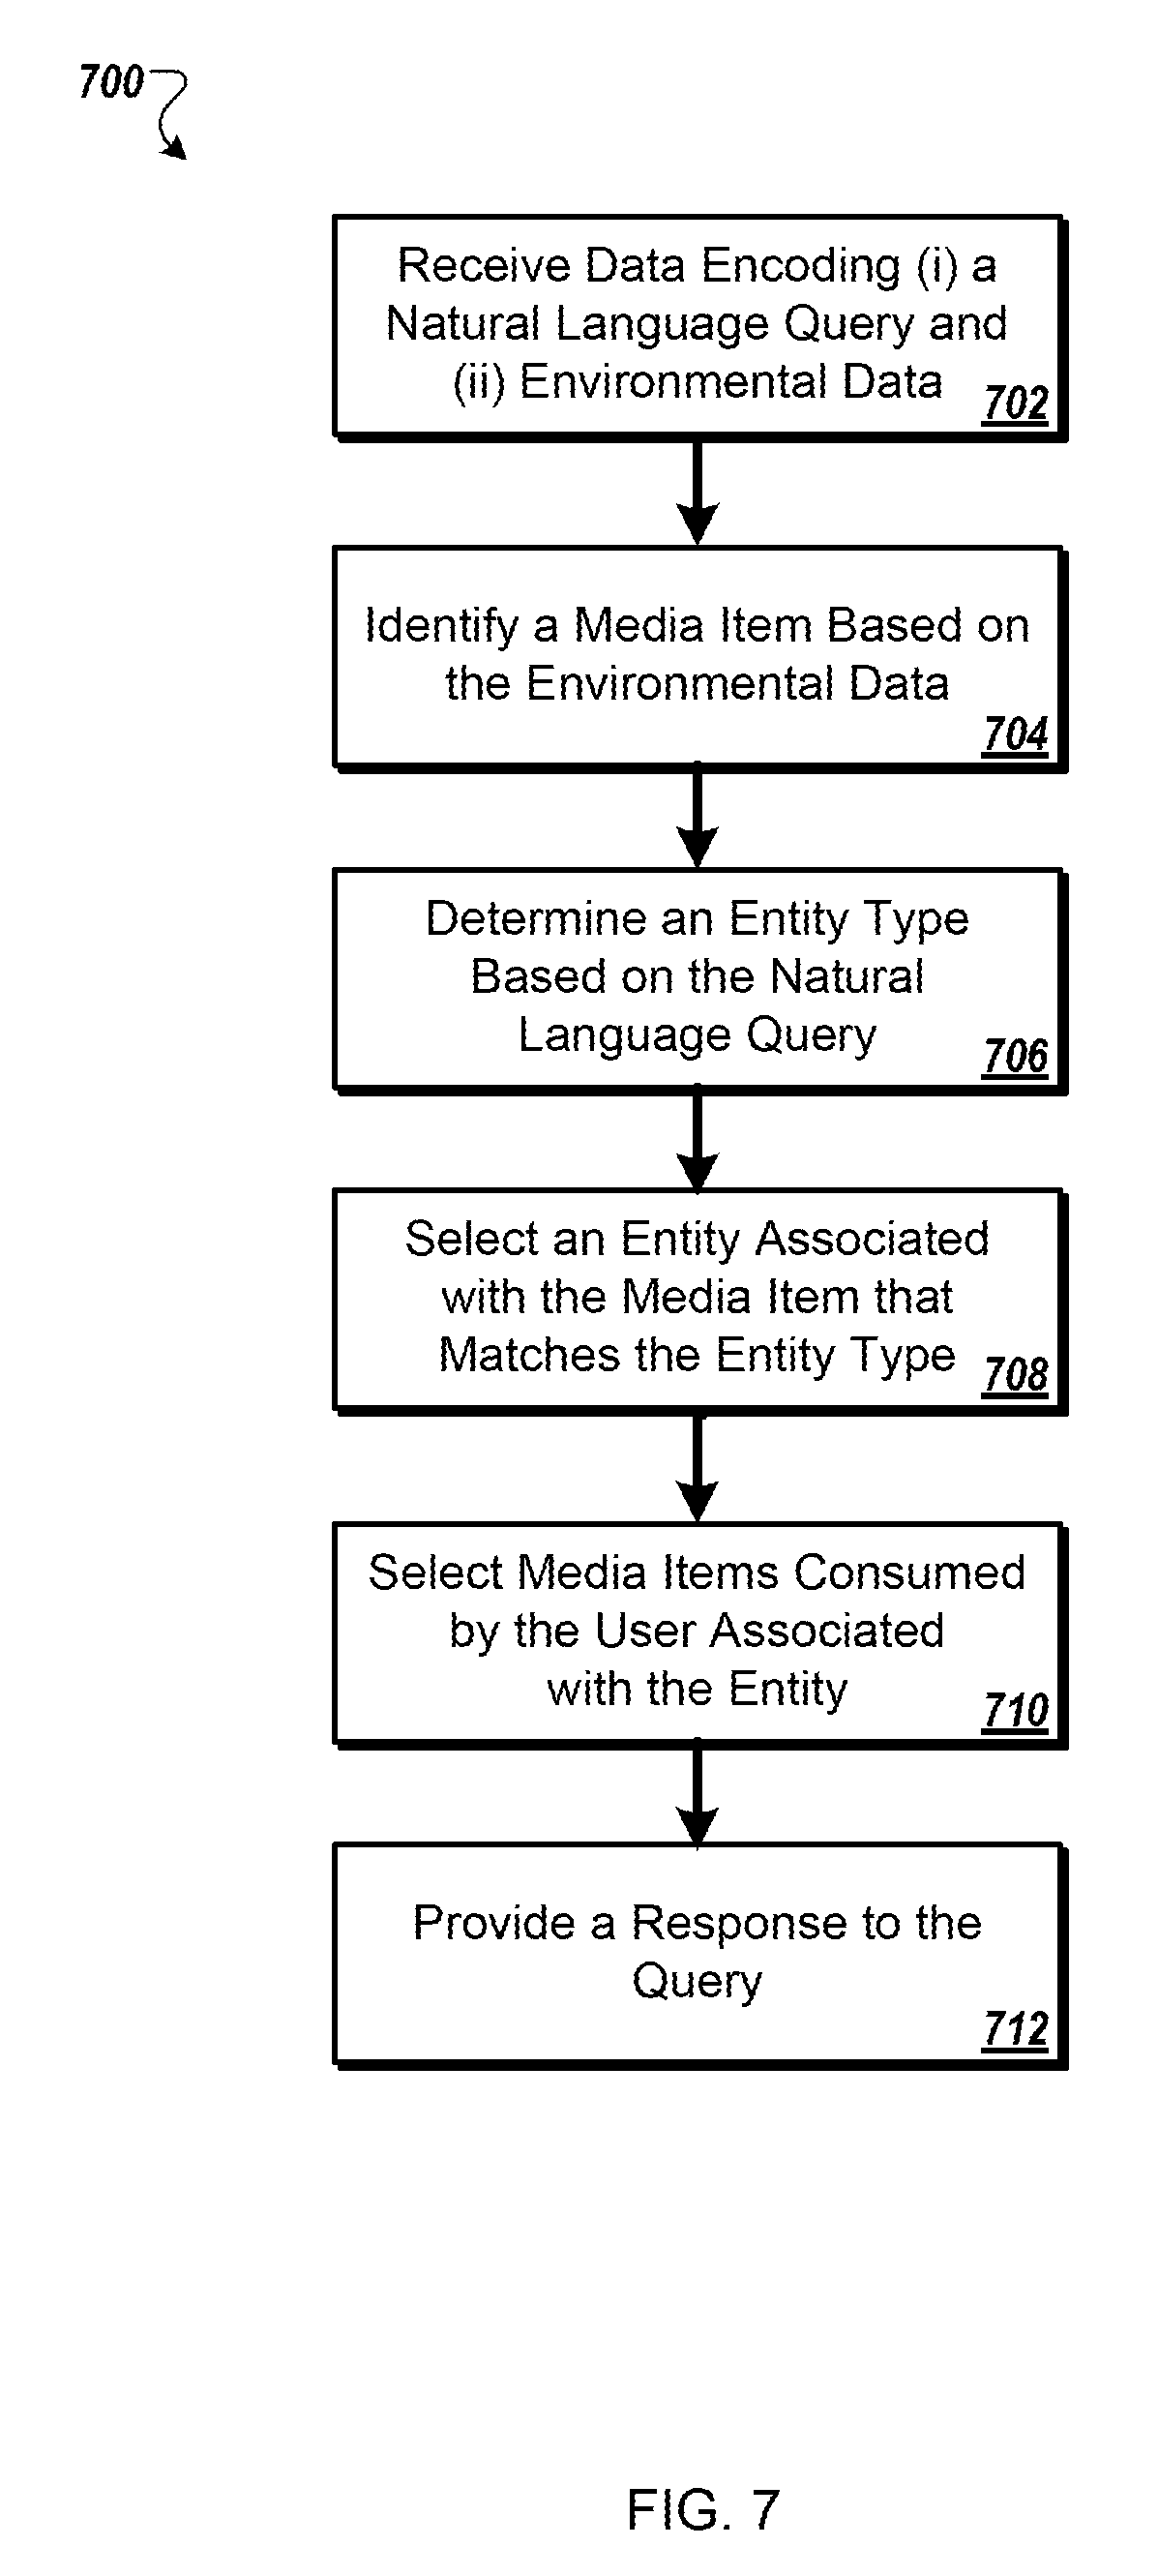 700
Receive Data Encoding (i) a
Natural Language Query and
(ii) Environmental Data
702
Identify a Media Item Based on
the Environmental Data
704
Determine an Entity Type
Based on the Natural
Language Query
706
Select an Entity Associated
with the Media Item that
Matches the Entity Type
708
Select Media Items Consumed
by the User Associated
with the Entity
710
Provide a Response to the
Query
712
FIG. 7